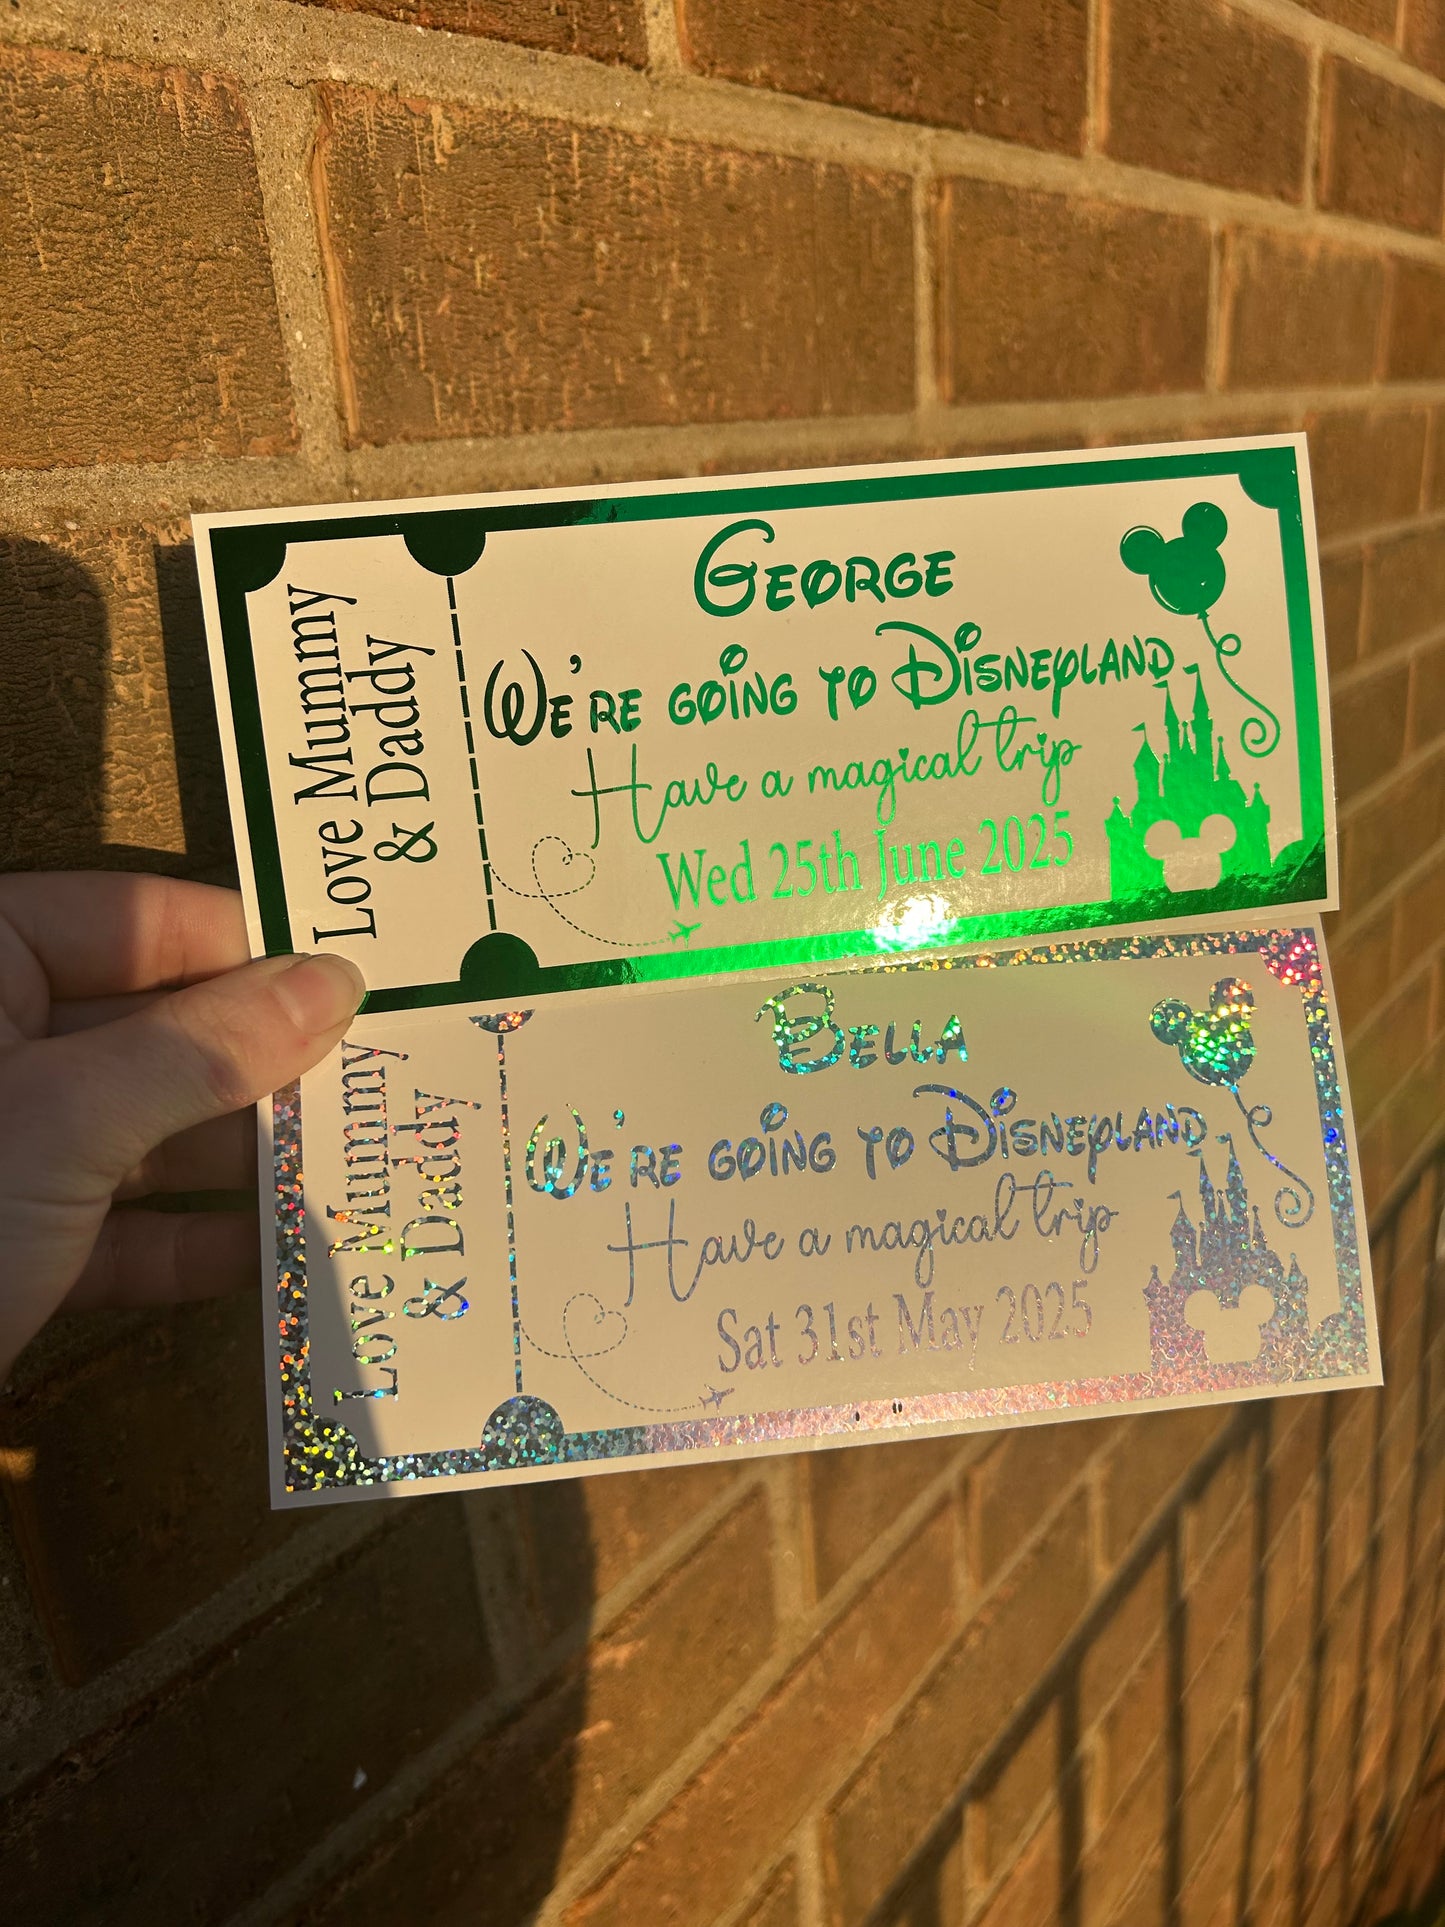 Love Mummy
& Daddy
George
We're going to Disneyland
Have a magical trip
Wed 25th June 2025
Love Mummy
& Daddy
Bella
We're going to Disneyland
Have a magical trip
Sat 31st May 2025